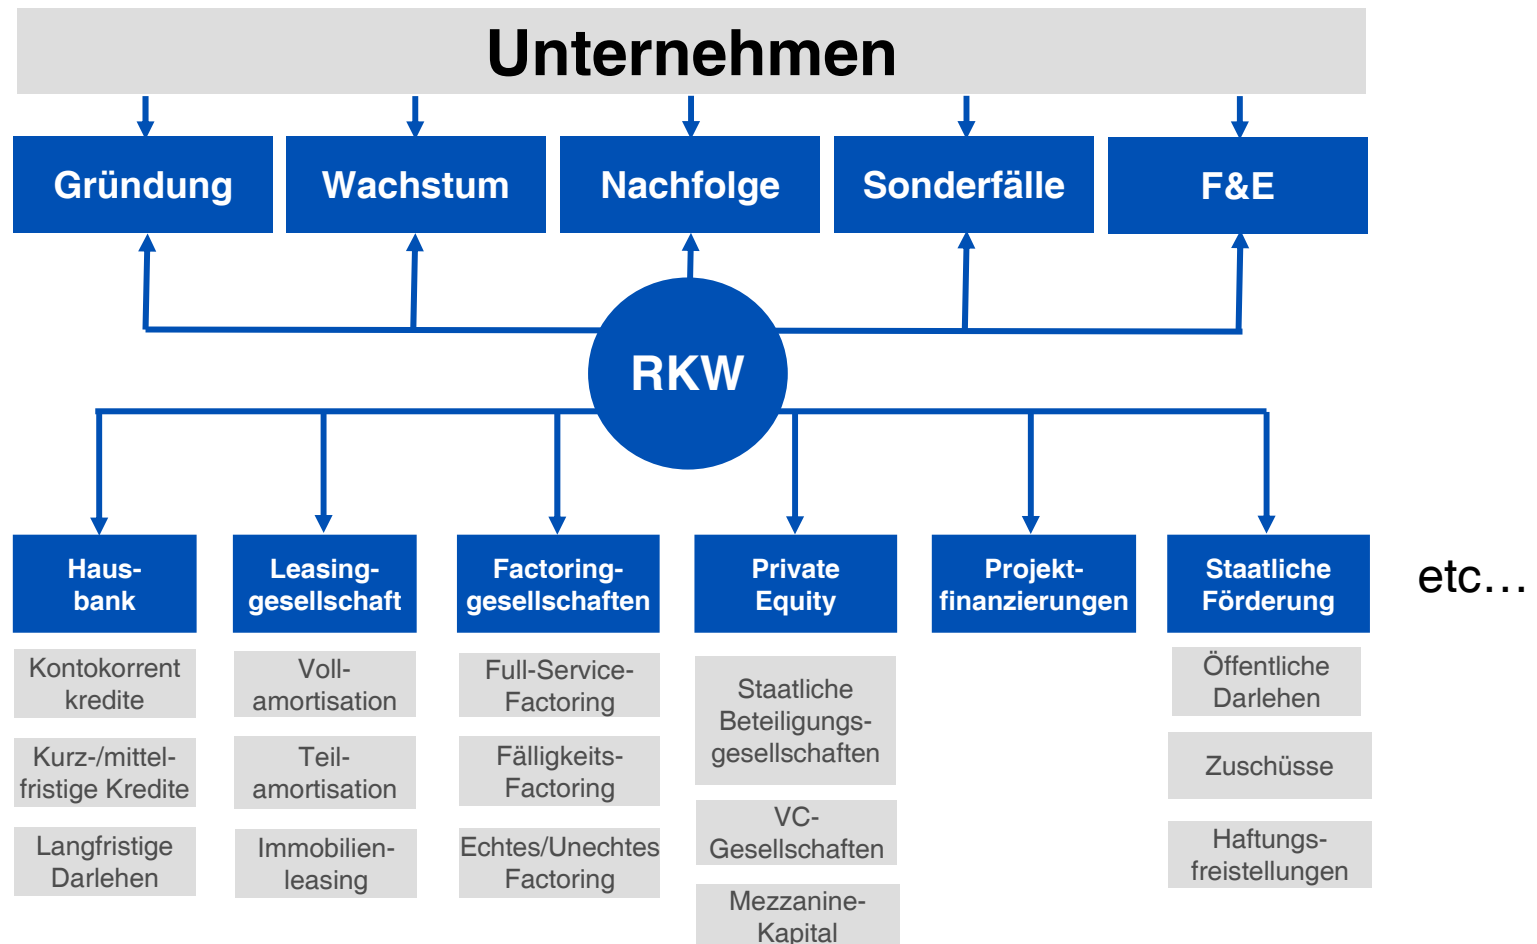 Unternehmen
Gründung
Wachstum
Nachfolge
Sonderfälle
F&E
RKW
Haus-
bank
Leasing-
gesellschaft
Factoring-
gesellschaften
Private
Equity
Projekt-
finanzierungen
Staatliche
Förderung
etc…
Kontokorrent
kredite
Kurz-/mittel-
fristige Kredite
Langfristige
Darlehen
Voll-
amortisation
Teil-
amortisation
Immobilien-
leasing
Full-Service-
Factoring
Fälligkeits-
Factoring
Echtes/Unechtes
Factoring
Staatliche
Beteiligungs-
gesellschaften
VC-
Gesellschaften
Mezzanine-
Kapital
Öffentliche
Darlehen
Zuschüsse
Haftungs-
freistellungen